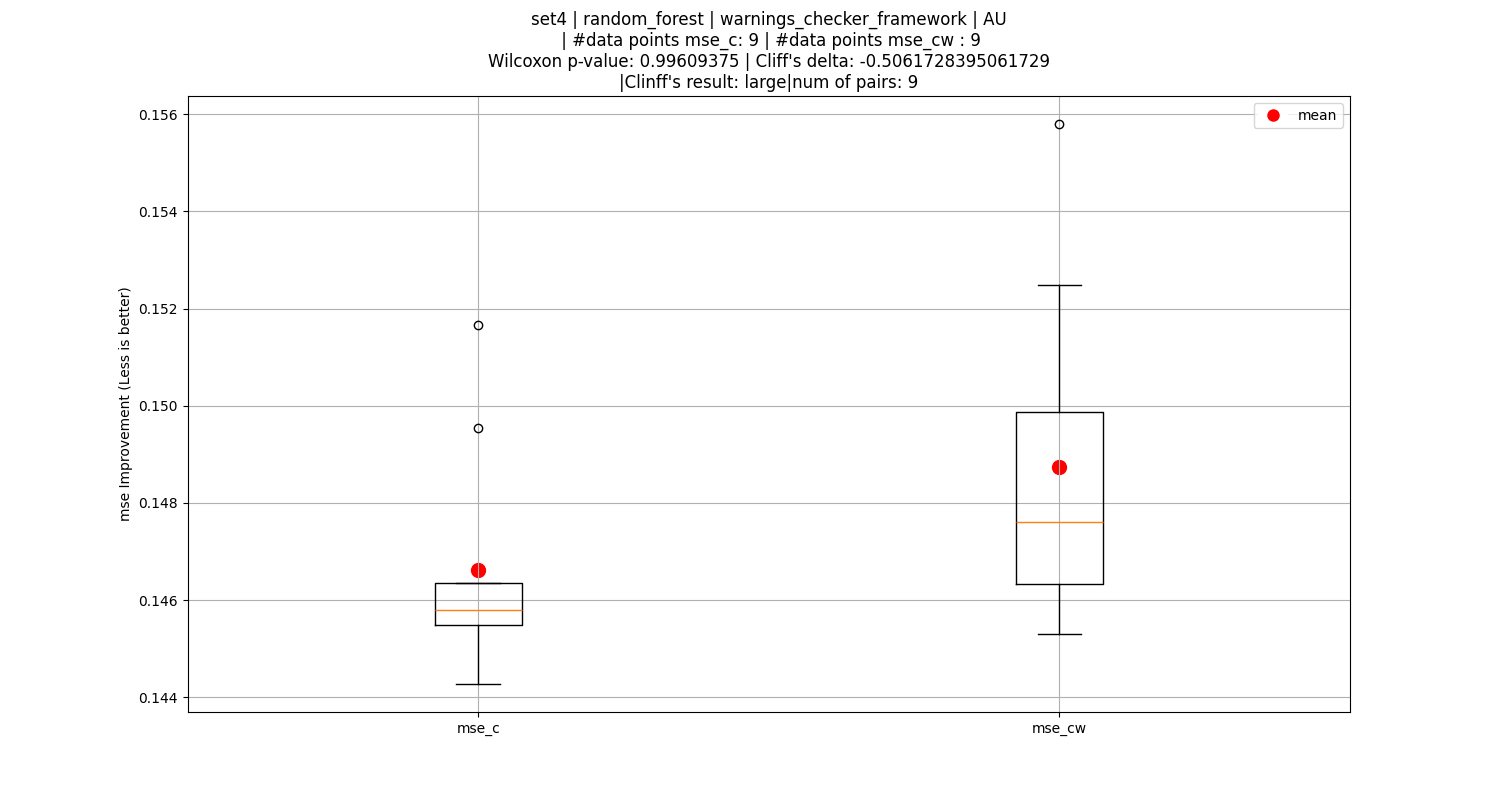 set4 | random_forest | warnings_checker_framework | AU
| #data points mse_c: 9 | #data points mse_cw : 9
Wilcoxon p-value: 0.99609375 | Cliff's delta: -0.5061728395061729
|Clinff's result: large|num of pairs: 9
mean
mse Improvement (Less is better)
0.156
0.154
0.152
0.150
0.148
0.146
0.144
mse_c
mse_cw